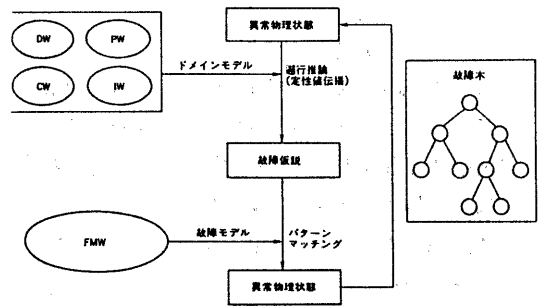 異常物理状態
DW
PW
CW
IW
ドメインモデル
遡行推論
(定性値伝播)
故障木
故障仮説
FMW
故障モデル
パターン
マッチング
異常物理状態